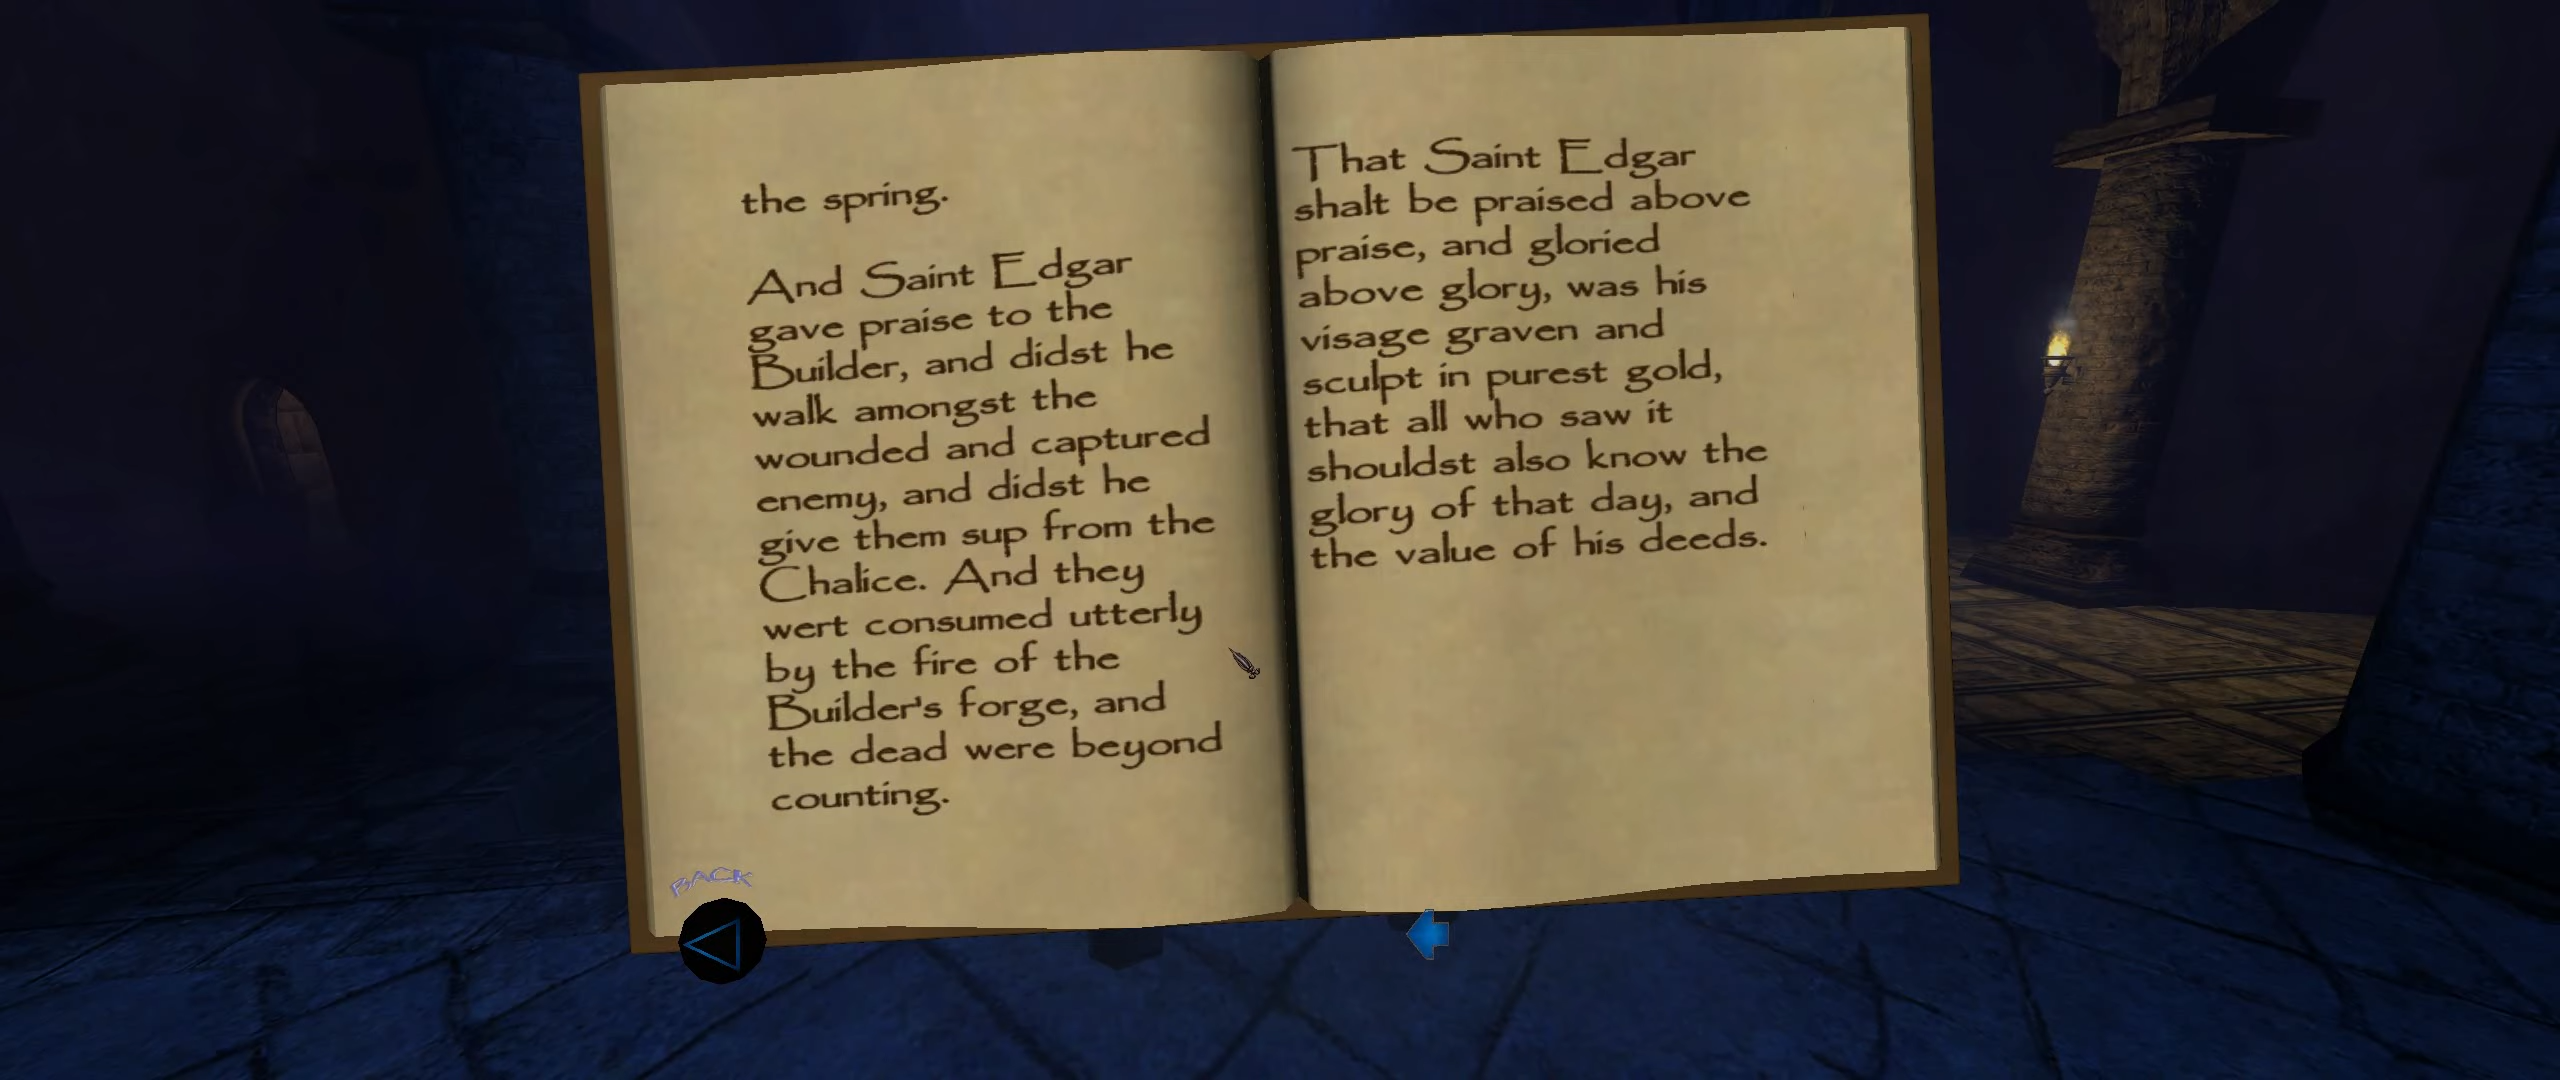 the spring.
And Saint Edgar
gave praise to the
Builder, and didst he
walk amongst the
wounded and captured
enemy, and didst he
give them sup from the
Chalice. And they
wert consumed utterly
by the fire of the
Builder's forge, and
the dead were beyond
counting.
That Saint Edgar
shalt be praised above
praise, and gloried
above glory, was his
visage graven and
sculpt in purest gold,
that all who saw it
shouldst also know the
glory of that day, and
the value of his deeds.
BACK